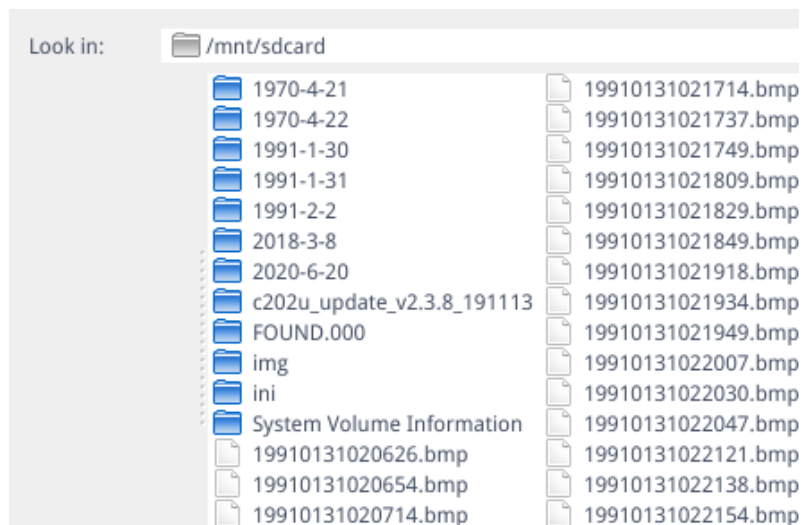 Look in: /mnt/sdcard
1970-4-21
1970-4-22
1991-1-30
1991-1-31
1991-2-2
2018-3-8
2020-6-20
c202u_update_v2.3.8_191113
FOUND.000
img
ini
System Volume Information
19910131020626.bmp
19910131020654.bmp
19910131020714.bmp
19910131021714.bmp
19910131021737.bmp
19910131021749.bmp
19910131021809.bmp
19910131021829.bmp
19910131021849.bmp
19910131021918.bmp
19910131021934.bmp
19910131021949.bmp
19910131022007.bmp
19910131022030.bmp
19910131022047.bmp
19910131022121.bmp
19910131022138.bmp
19910131022154.bmp